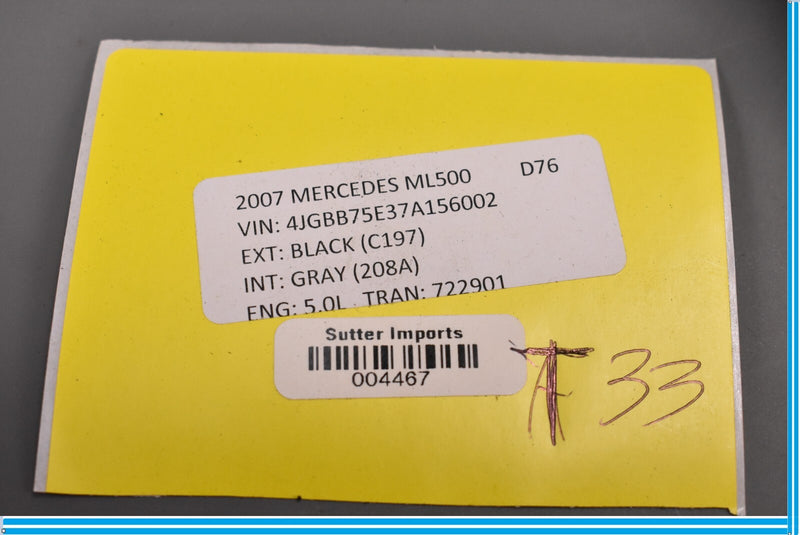 2007 MERCEDES ML500 D76
VIN: 4JGBB75E37A156002
EXT: BLACK (C197)
INT: GRAY (208A)
ENG: 5.0L TRAN: 722901
Sutter Imports
004467
T 33